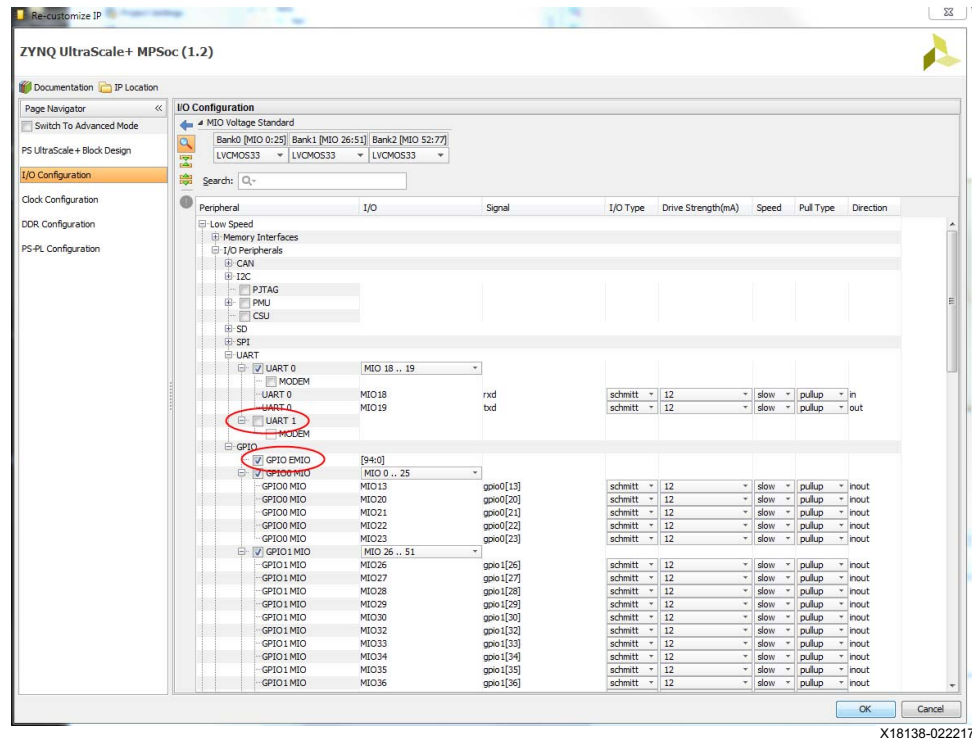 Re-customize IP
ZYNQ UltraScale+ MPSoc (1.2)
Documentation IP Location
Page Navigator «
Switch To Advanced Mode
PS UltraScale + Block Design
I/O Configuration
Clock Configuration
DDR Configuration
PS-PL Configuration
I/O Configuration
MIO Voltage Standard
Bank0 [MIO 0:25] Bank1 [MIO 26:51] Bank2 [MIO 52:77]
LVCMOS33 LVCMOS33 LVCMOS33
Search:
Peripheral I/O Signal I/O Type Drive Strength(mA) Speed Pull Type Direction
Low Speed
Memory Interfaces
I/O Peripherals
CAN
I2C
PJTAG
PMU
CSU
SD
SPI
UART
UART 0 MIO 18 .. 19
MODEM
UART 0 MIO18 rxd schmitt 12 slow pullup in
UART 0 MIO19 txd schmitt 12 slow pullup out
UART 1
MODEM
GPIO
GPIO EMIO [94:0]
GPIO0 MIO MIO 0 .. 25
GPIO0 MIO MIO13 gpio0[13] schmitt 12 slow pullup inout
GPIO0 MIO MIO20 gpio0[20] schmitt 12 slow pullup inout
GPIO0 MIO MIO21 gpio0[21] schmitt 12 slow pullup inout
GPIO0 MIO MIO22 gpio0[22] schmitt 12 slow pullup inout
GPIO0 MIO MIO23 gpio0[23] schmitt 12 slow pullup inout
GPIO1 MIO MIO 26 .. 51
GPIO1 MIO MIO26 gpio1[26] schmitt 12 slow pullup inout
GPIO1 MIO MIO27 gpio1[27] schmitt 12 slow pullup inout
GPIO1 MIO MIO28 gpio1[28] schmitt 12 slow pullup inout
GPIO1 MIO MIO29 gpio1[29] schmitt 12 slow pullup inout
GPIO1 MIO MIO30 gpio1[30] schmitt 12 slow pullup inout
GPIO1 MIO MIO32 gpio1[32] schmitt 12 slow pullup inout
GPIO1 MIO MIO33 gpio1[33] schmitt 12 slow pullup inout
GPIO1 MIO MIO34 gpio1[34] schmitt 12 slow pullup inout
GPIO1 MIO MIO35 gpio1[35] schmitt 12 slow pullup inout
GPIO1 MIO MIO36 gpio1[36] schmitt 12 slow pullup inout
OK Cancel
X18138-022217